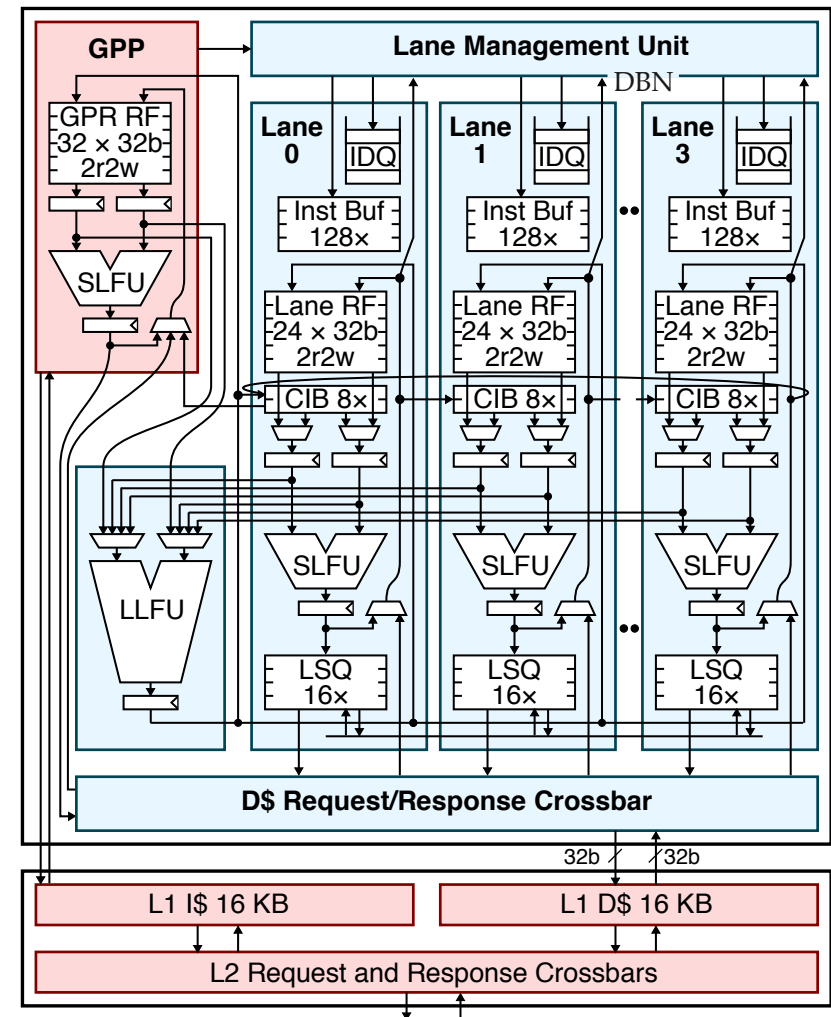 GPP
Lane Management Unit
DBN
GPR RF
32 × 32b
2r2w
SLFU
Lane
0
IDQ
Inst Buf
128×
Lane RF
24 × 32b
2r2w
CIB 8×
SLFU
LSQ
16×
Lane
1
IDQ
Inst Buf
128×
Lane RF
24 × 32b
2r2w
CIB 8×
SLFU
LSQ
16×
Lane
3
IDQ
Inst Buf
128×
Lane RF
24 × 32b
2r2w
CIB 8×
SLFU
LSQ
16×
LLFU
D$ Request/Response Crossbar
32b
32b
L1 I$ 16 KB
L1 D$ 16 KB
L2 Request and Response Crossbars